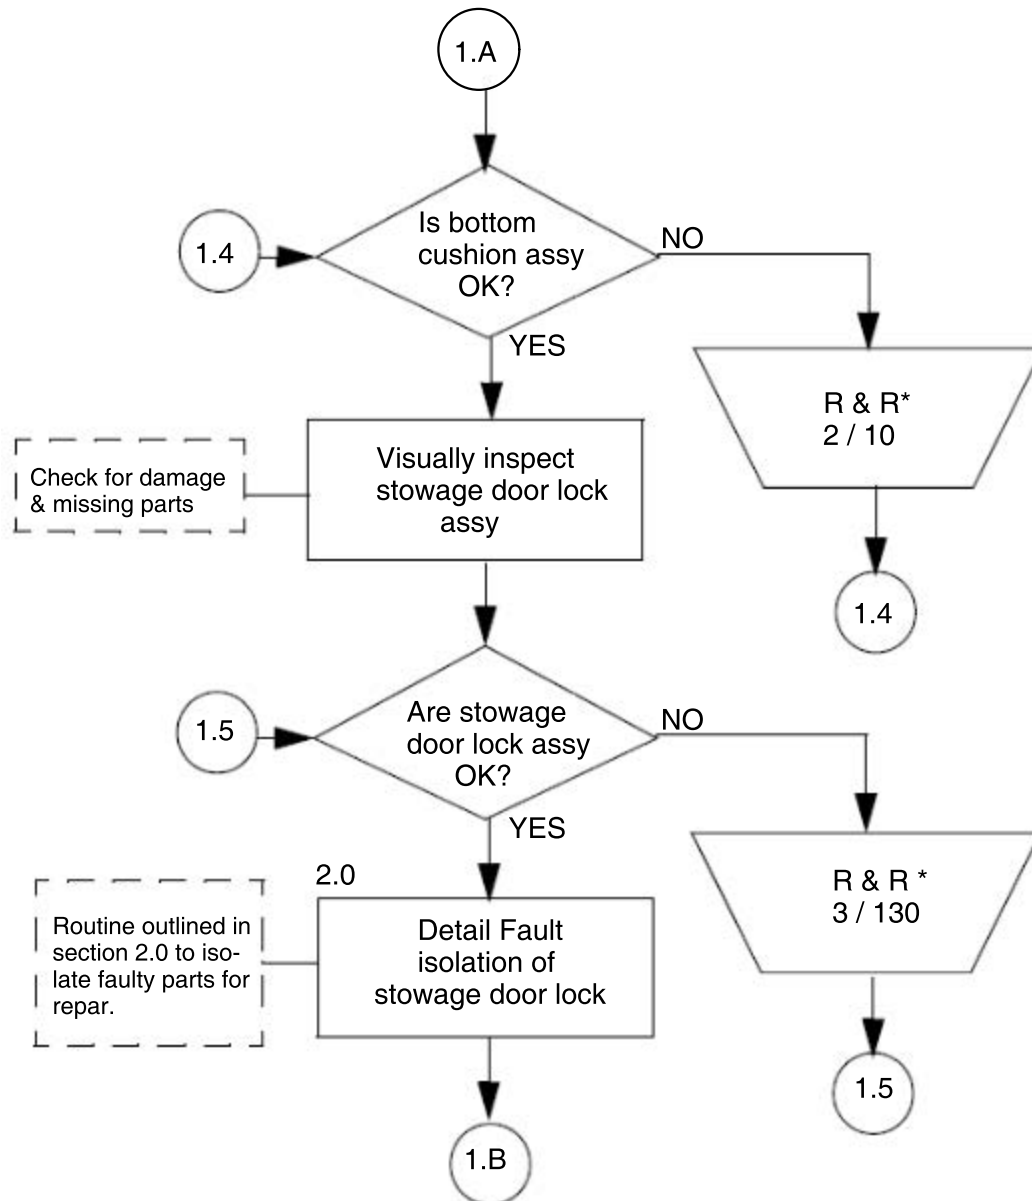 1.A
Is bottom
cushion assy
OK?
1.4
NO
YES
R & R*
2 / 10
Visually inspect
stowage door lock
assy
Check for damage
& missing parts
1.4
Are stowage
door lock assy
OK?
1.5
NO
YES
R & R *
3 / 130
2.0
Detail Fault
isolation of
stowage door lock
Routine outlined in
section 2.0 to iso-
late faulty parts for
repar.
1.5
1.B